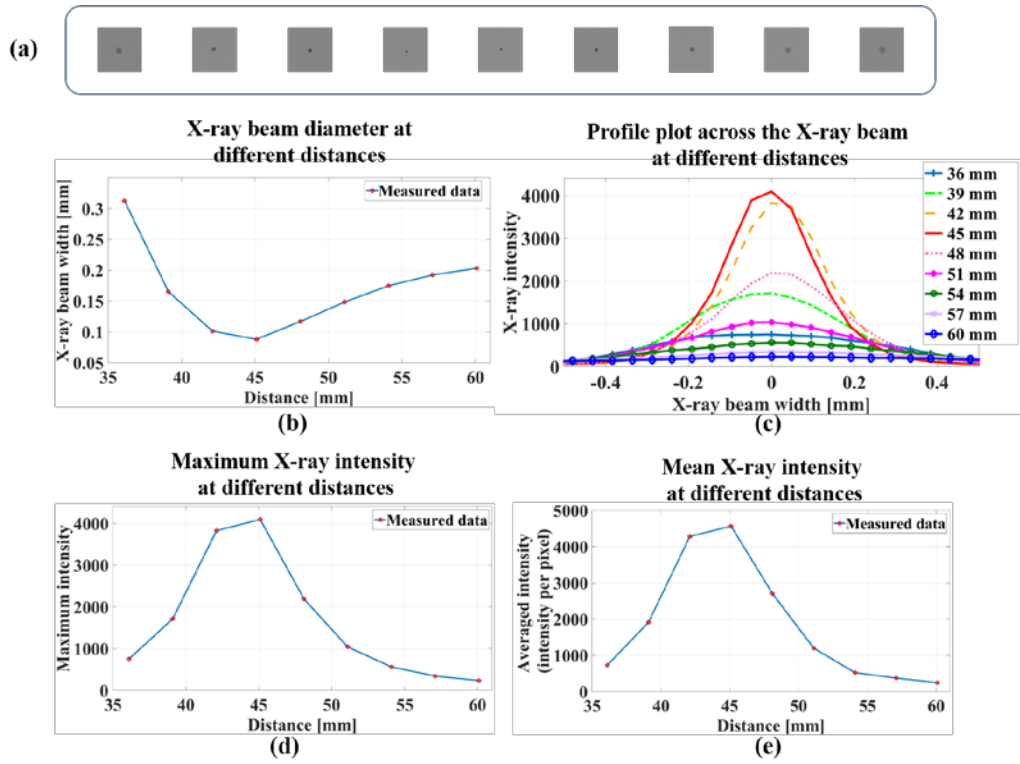 (a)
X-ray beam diameter at
different distances
X-ray beam width [mm]
0.3
0.25
0.2
0.15
0.1
0.05
Measured data
35
40
45
50
55
60
Distance [mm]
(b)
Profile plot across the X-ray beam
at different distances
X-ray intensity
4000
3000
2000
1000
0
36 mm
39 mm
42 mm
45 mm
48 mm
51 mm
54 mm
57 mm
60 mm
-0.4
-0.2
0
0.2
0.4
X-ray beam width [mm]
(c)
Maximum X-ray intensity
at different distances
Maximum intensity
4000
3000
2000
1000
0
Measured data
35
40
45
50
55
60
Distance [mm]
(d)
Mean X-ray intensity
at different distances
Averaged intensity
(intensity per pixel)
5000
4000
3000
2000
1000
0
Measured data
35
40
45
50
55
60
Distance [mm]
(e)